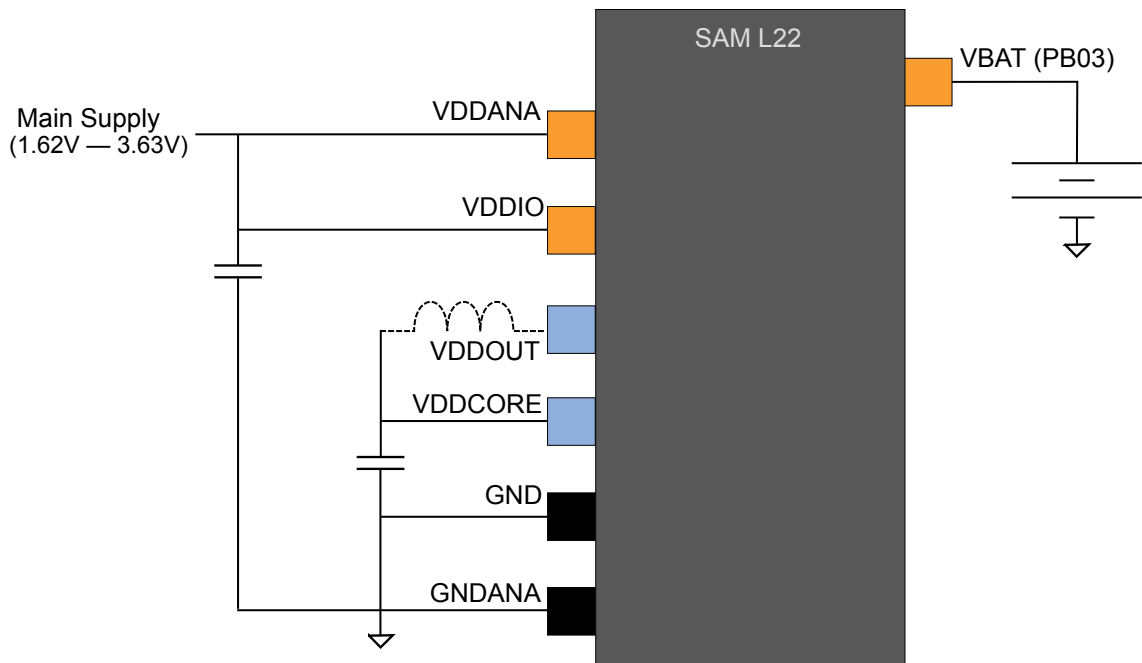 SAM L22
VBAT (PB03)
VDDANA
Main Supply
(1.62V — 3.63V)
VDDIO
VDDOUT
VDDCORE
GND
GNDANA